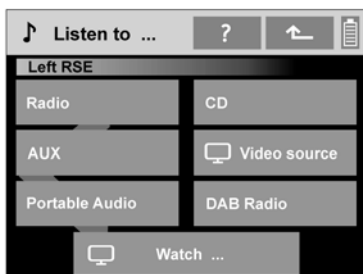 Listen to ... ?
Left RSE
Radio CD
AUX Video source
Portable Audio DAB Radio
Watch ...